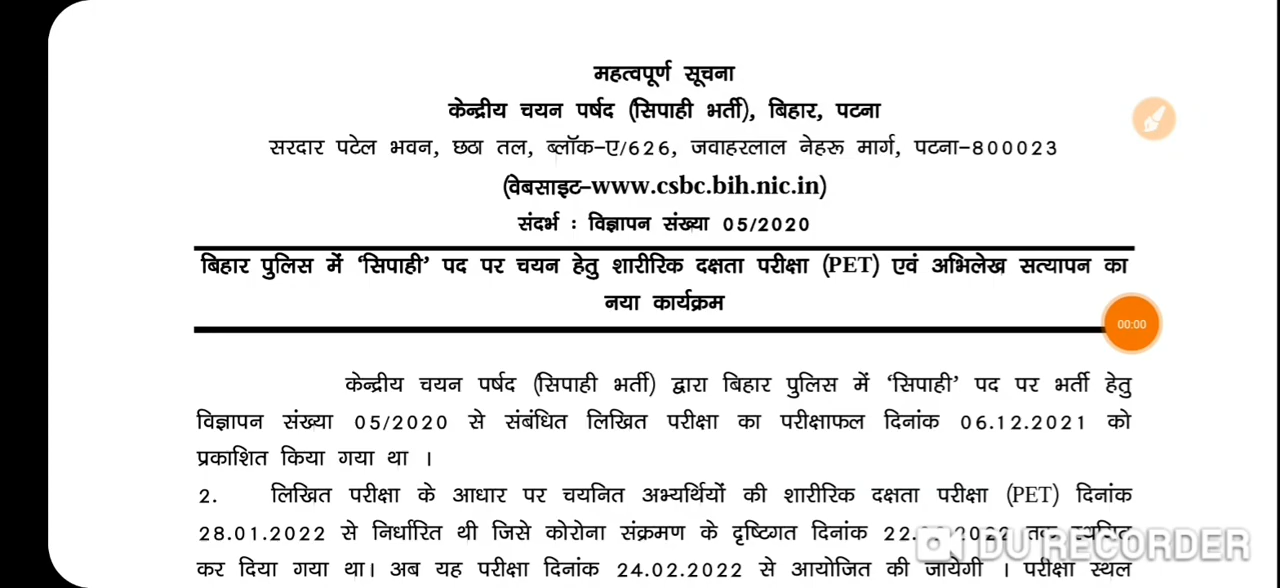 महत्वपूर्ण सूचना
केन्द्रीय चयन पर्षद (सिपाही भर्ती), बिहार, पटना
सरदार पटेल भवन, छठा तल, ब्लॉक-ए/626, जवाहरलाल नेहरू मार्ग, पटना-800023
(वेबसाइट-www.csbc.bih.nic.in)
संदर्भ : विज्ञापन संख्या 05/2020
बिहार पुलिस में ‘सिपाही’ पद पर चयन हेतु शारीरिक दक्षता परीक्षा (PET) एवं अभिलेख सत्यापन का
नया कार्यक्रम
00:00
केन्द्रीय चयन पर्षद (सिपाही भर्ती) द्वारा बिहार पुलिस में ‘सिपाही’ पद पर भर्ती हेतु
विज्ञापन संख्या 05/2020 से संबंधित लिखित परीक्षा का परीक्षाफल दिनांक 06.12.2021 को
प्रकाशित किया गया था ।
2. लिखित परीक्षा के आधार पर चयनित अभ्यर्थियों की शारीरिक दक्षता परीक्षा (PET) दिनांक
28.01.2022 से निर्धारित थी जिसे कोरोना संक्रमण के दृष्टिगत दिनांक तक स्थगित
DU RECORDER
कर दिया गया था। अब यह परीक्षा दिनांक 24.02.2022 से आयोजित की जायेगी । परीक्षा स्थल